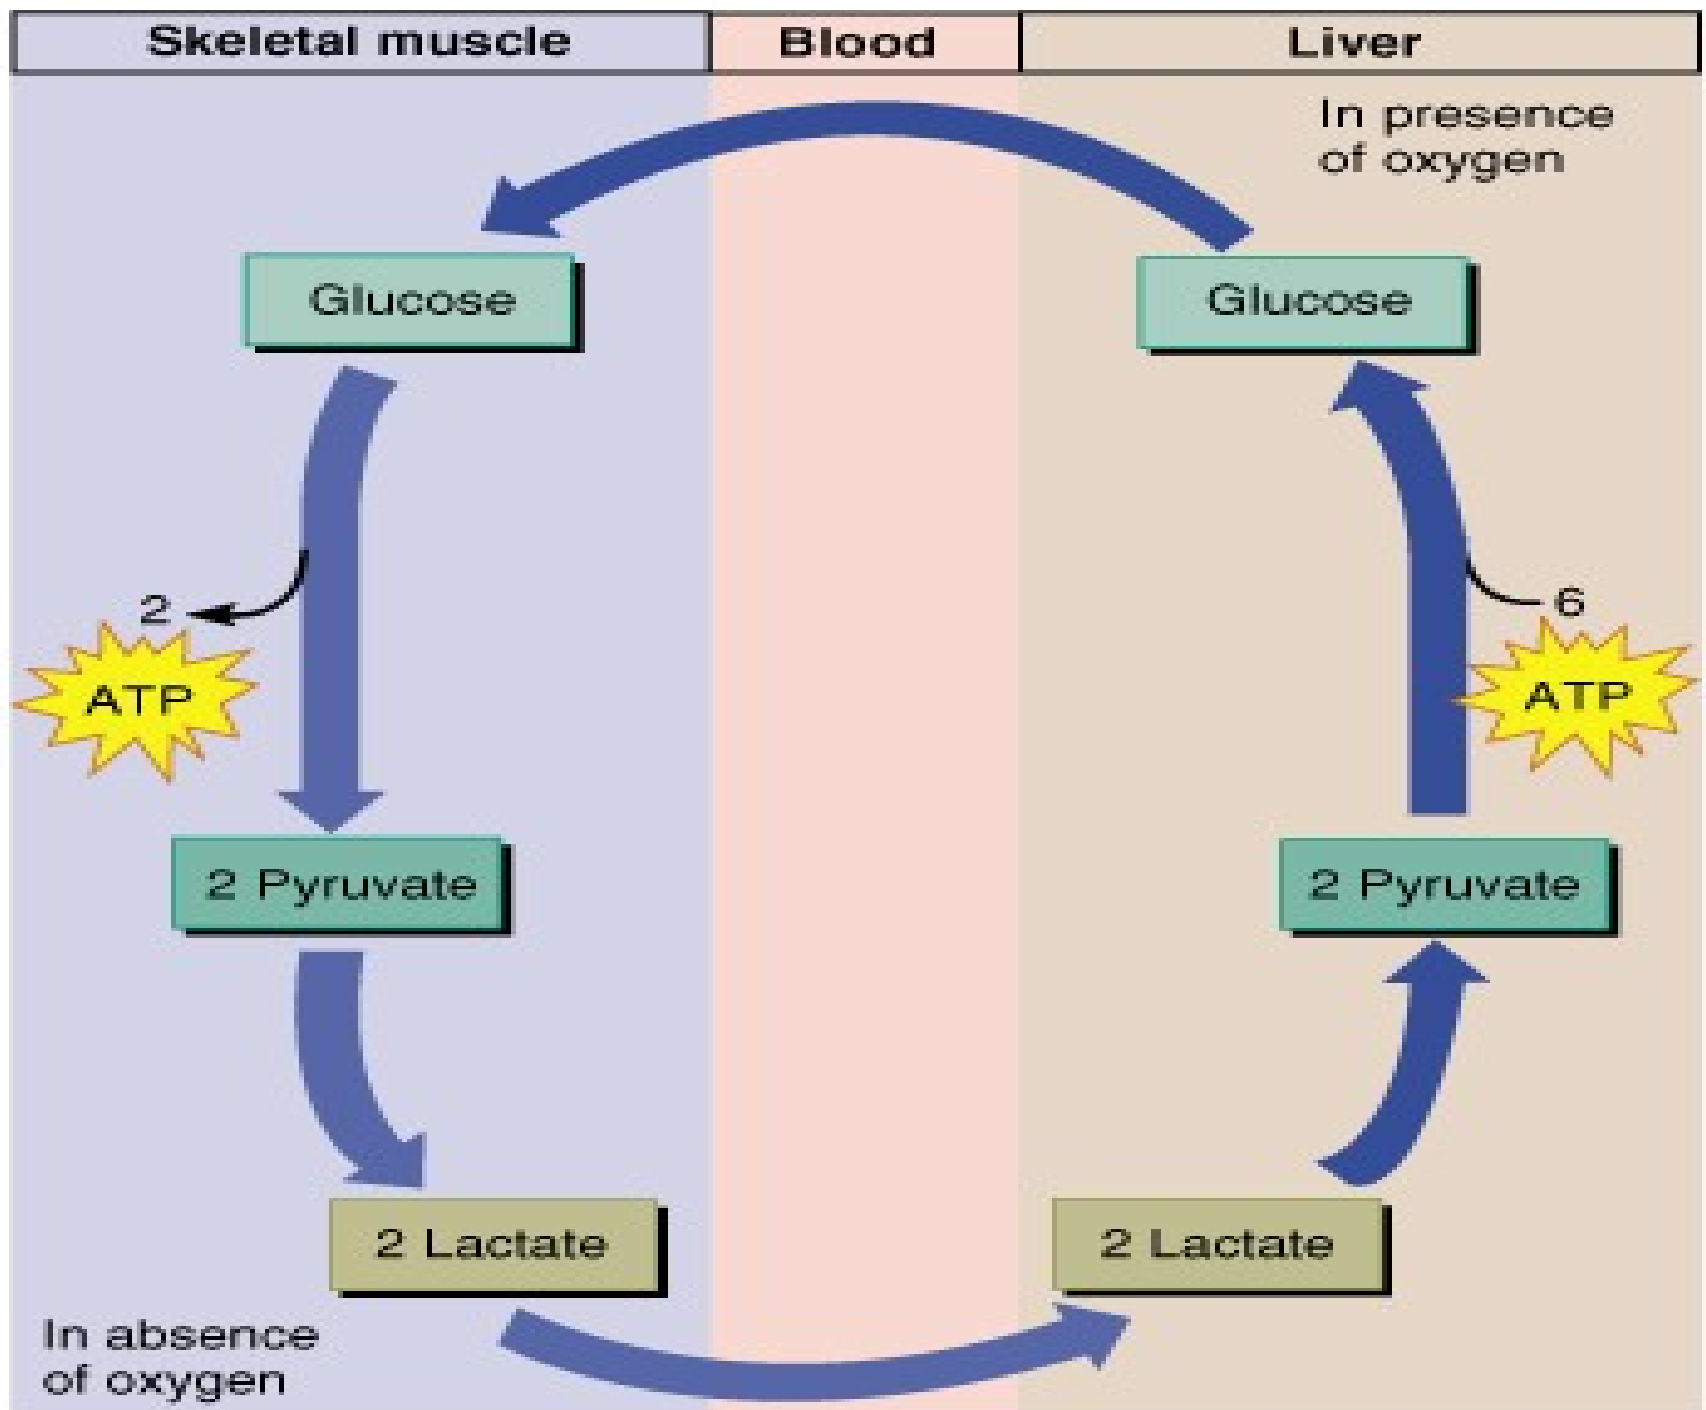 Skeletal muscle
Blood
Liver
In presence
of oxygen
Glucose
Glucose
2
ATP
6
ATP
2 Pyruvate
2 Pyruvate
2 Lactate
2 Lactate
In absence
of oxygen